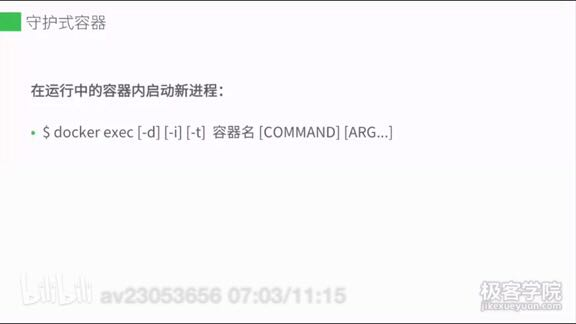 守护式容器
在运行中的容器内启动新进程：
• $ docker exec [-d] [-i] [-t] 容器名 [COMMAND] [ARG...]
bilibili av23053656 07:03/11:15
极客学院
jikexueyuan.com